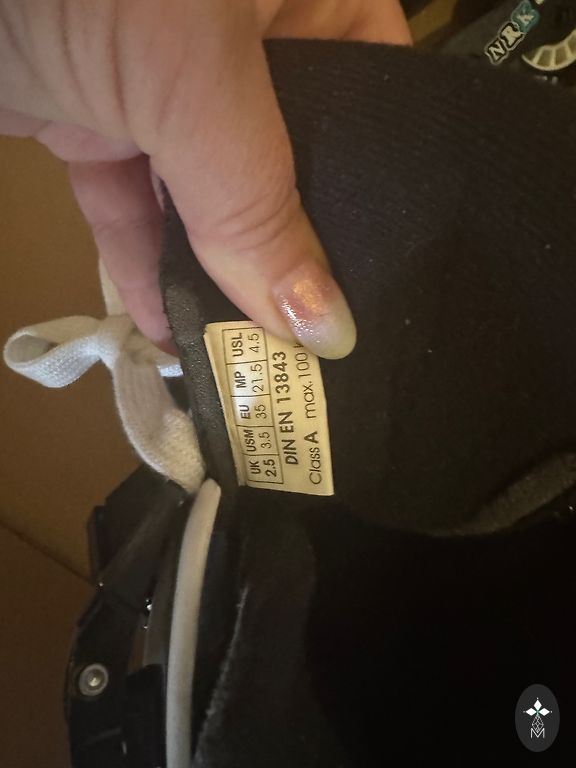 NRK
UK USM EU MP USL
2.5 3.5 35 21.5 4.5
DIN EN 13843
Class A max.100
M